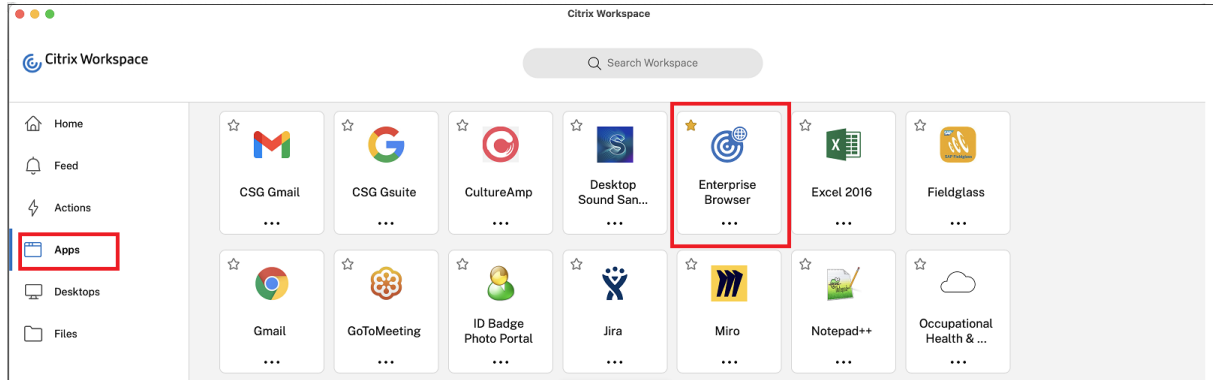 Citrix Workspace
Citrix Workspace
Search Workspace
Home
Feed
Actions
Apps
Desktops
Files
CSG Gmail
CSG Gsuite
CultureAmp
Desktop
Sound San...
Enterprise
Browser
Excel 2016
Fieldglass
Gmail
GoToMeeting
ID Badge
Photo Portal
Jira
Miro
Notepad++
Occupational
Health & ...